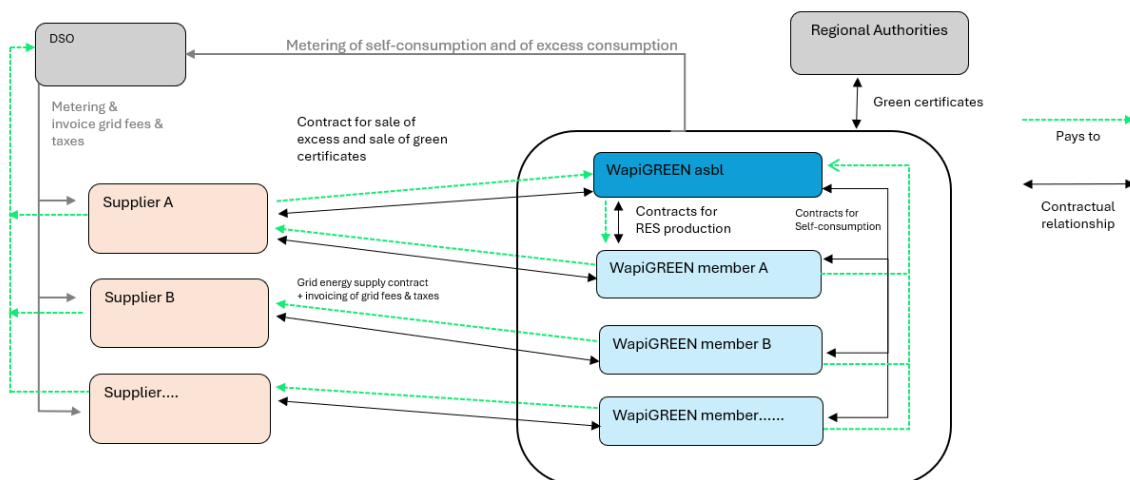 DSO
Metering of self-consumption and of excess consumption
Regional Authorities
Metering &
invoice grid fees &
taxes
Contract for sale of
excess and sale of green
certificates
Green certificates
Pays to
WapiGREEN asbl
Supplier A
Contracts for
RES production
Contracts for
Self-consumption
Contractual
relationship
WapiGREEN member A
Supplier B
Grid energy supply contract
+ invoicing of grid fees & taxes
WapiGREEN member B
Supplier....
WapiGREEN member......